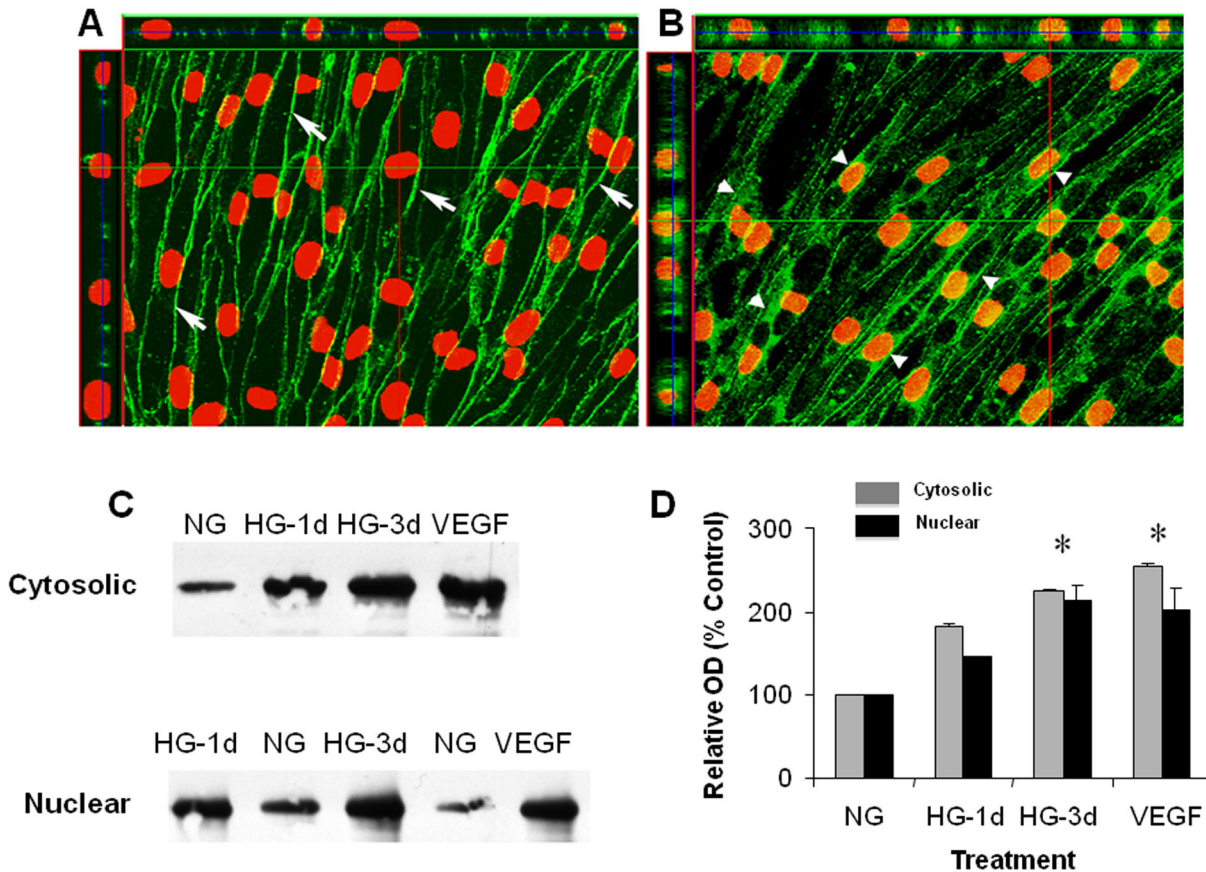 A
B
C
NG HG-1d HG-3d VEGF
Cytosolic
HG-1d NG HG-3d NG VEGF
Nuclear
D
Cytosolic
Nuclear
300
* *
200
100
0
Relative OD (% Control)
NG HG-1d HG-3d VEGF
Treatment